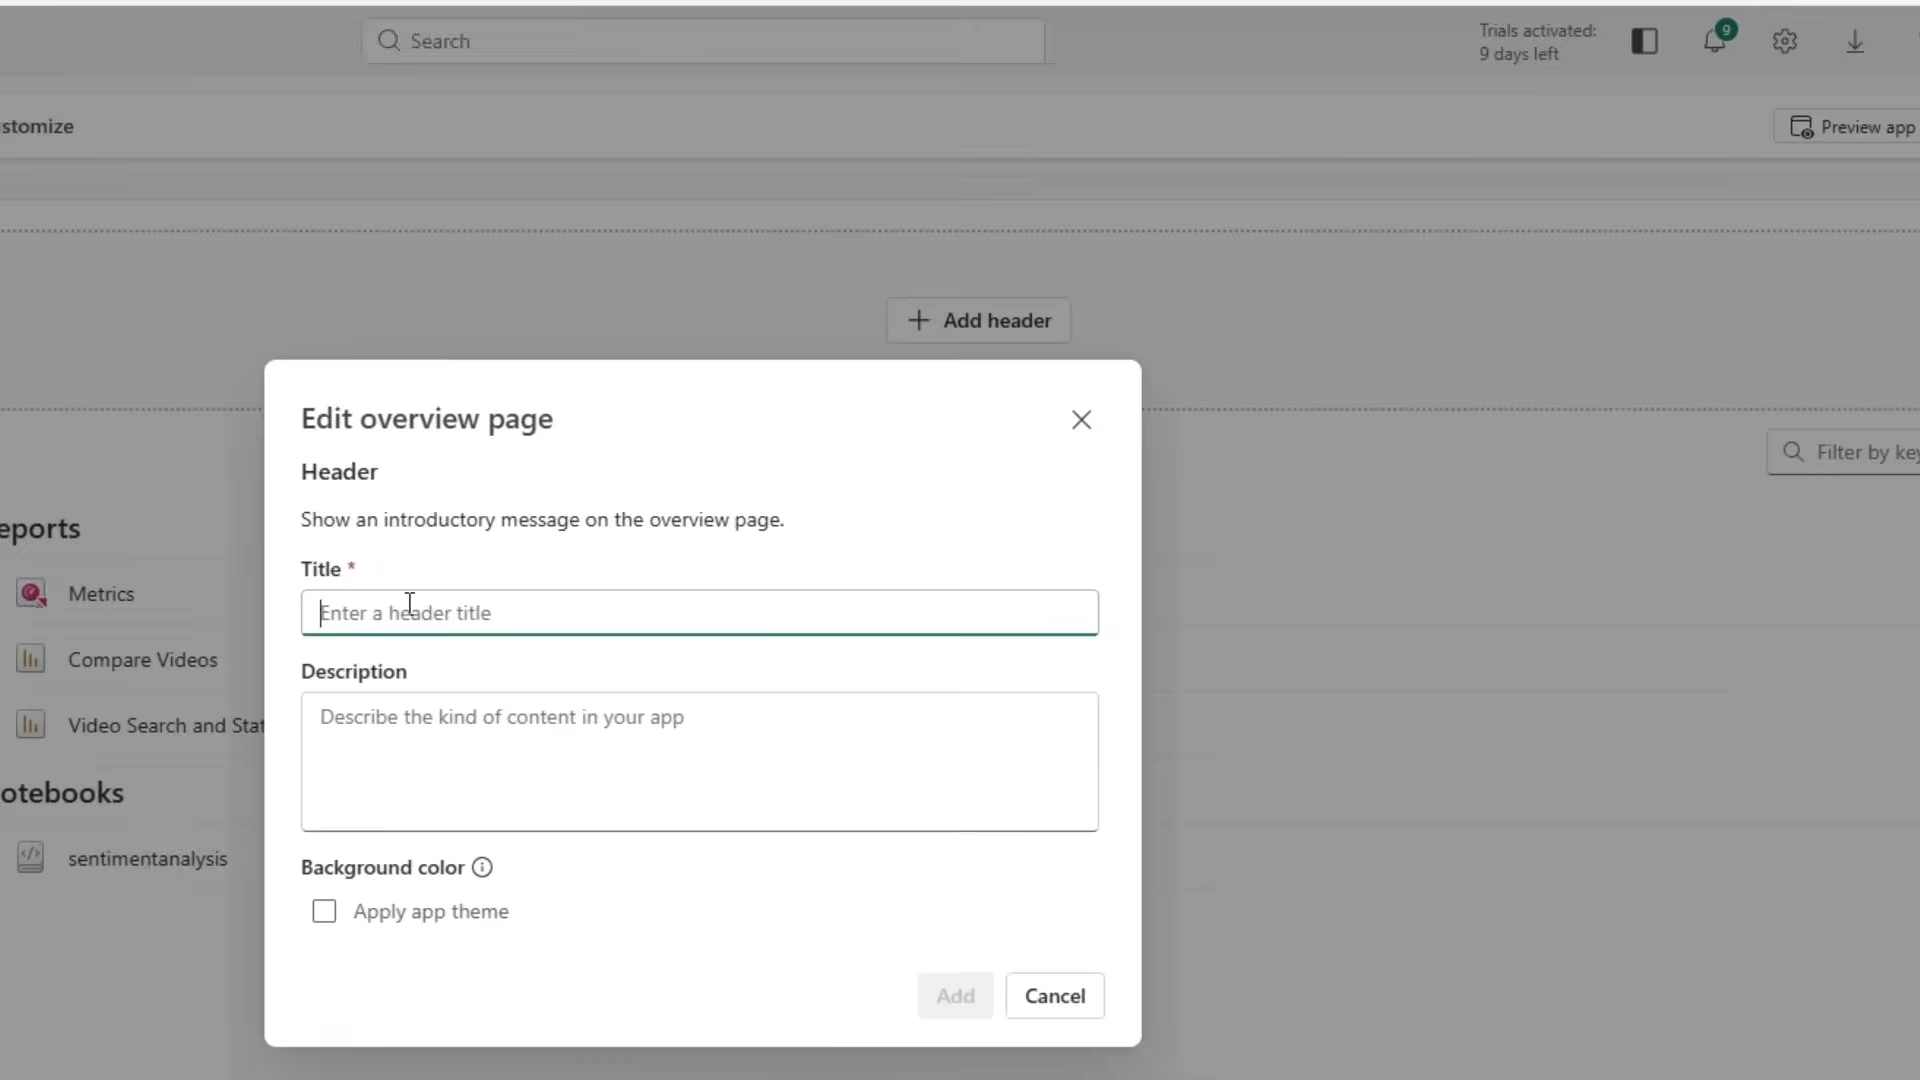 Search
Trials activated:
9 days left
9
stomize
Preview app
Add header
Edit overview page
Header
Show an introductory message on the overview page.
Title *
Enter a header title
Description
Describe the kind of content in your app
Background color
Apply app theme
Add
Cancel
Filter by key
eports
Metrics
Compare Videos
Video Search and Stat
otebooks
sentimentanalysis